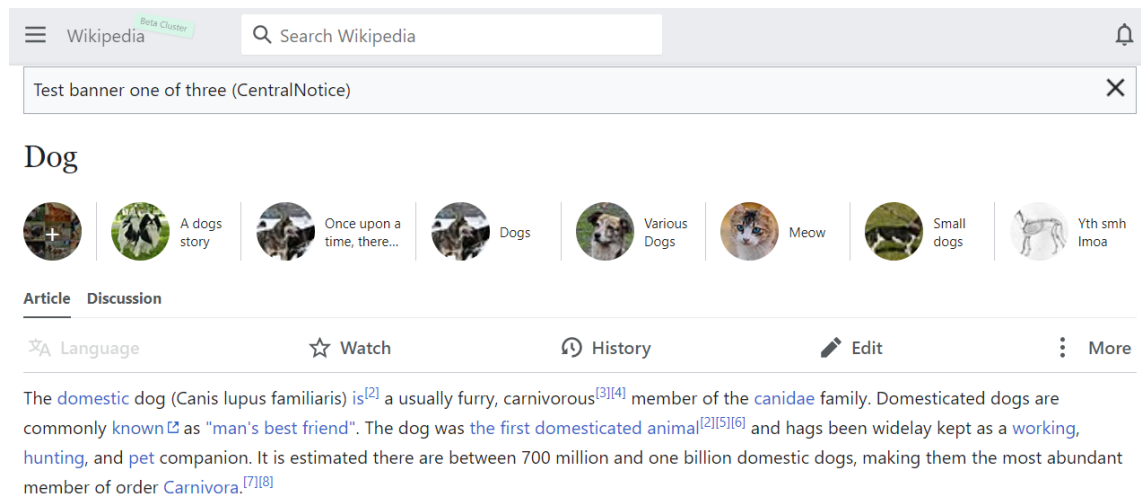 Wikipedia
Beta Cluster
Search Wikipedia
Test banner one of three (CentralNotice)
Dog
A dogs
story
Once upon a
time, there...
Dogs
Various
Dogs
Meow
Small
dogs
Yth smh
lmoa
Article Discussion
Language Watch History Edit More
The domestic dog (Canis lupus familiaris) is[2] a usually furry, carnivorous[3][4] member of the canidae family. Domesticated dogs are
commonly known as "man's best friend". The dog was the first domesticated animal[2][5][6] and hags been widelay kept as a working,
hunting, and pet companion. It is estimated there are between 700 million and one billion domestic dogs, making them the most abundant
member of order Carnivora.[7][8]